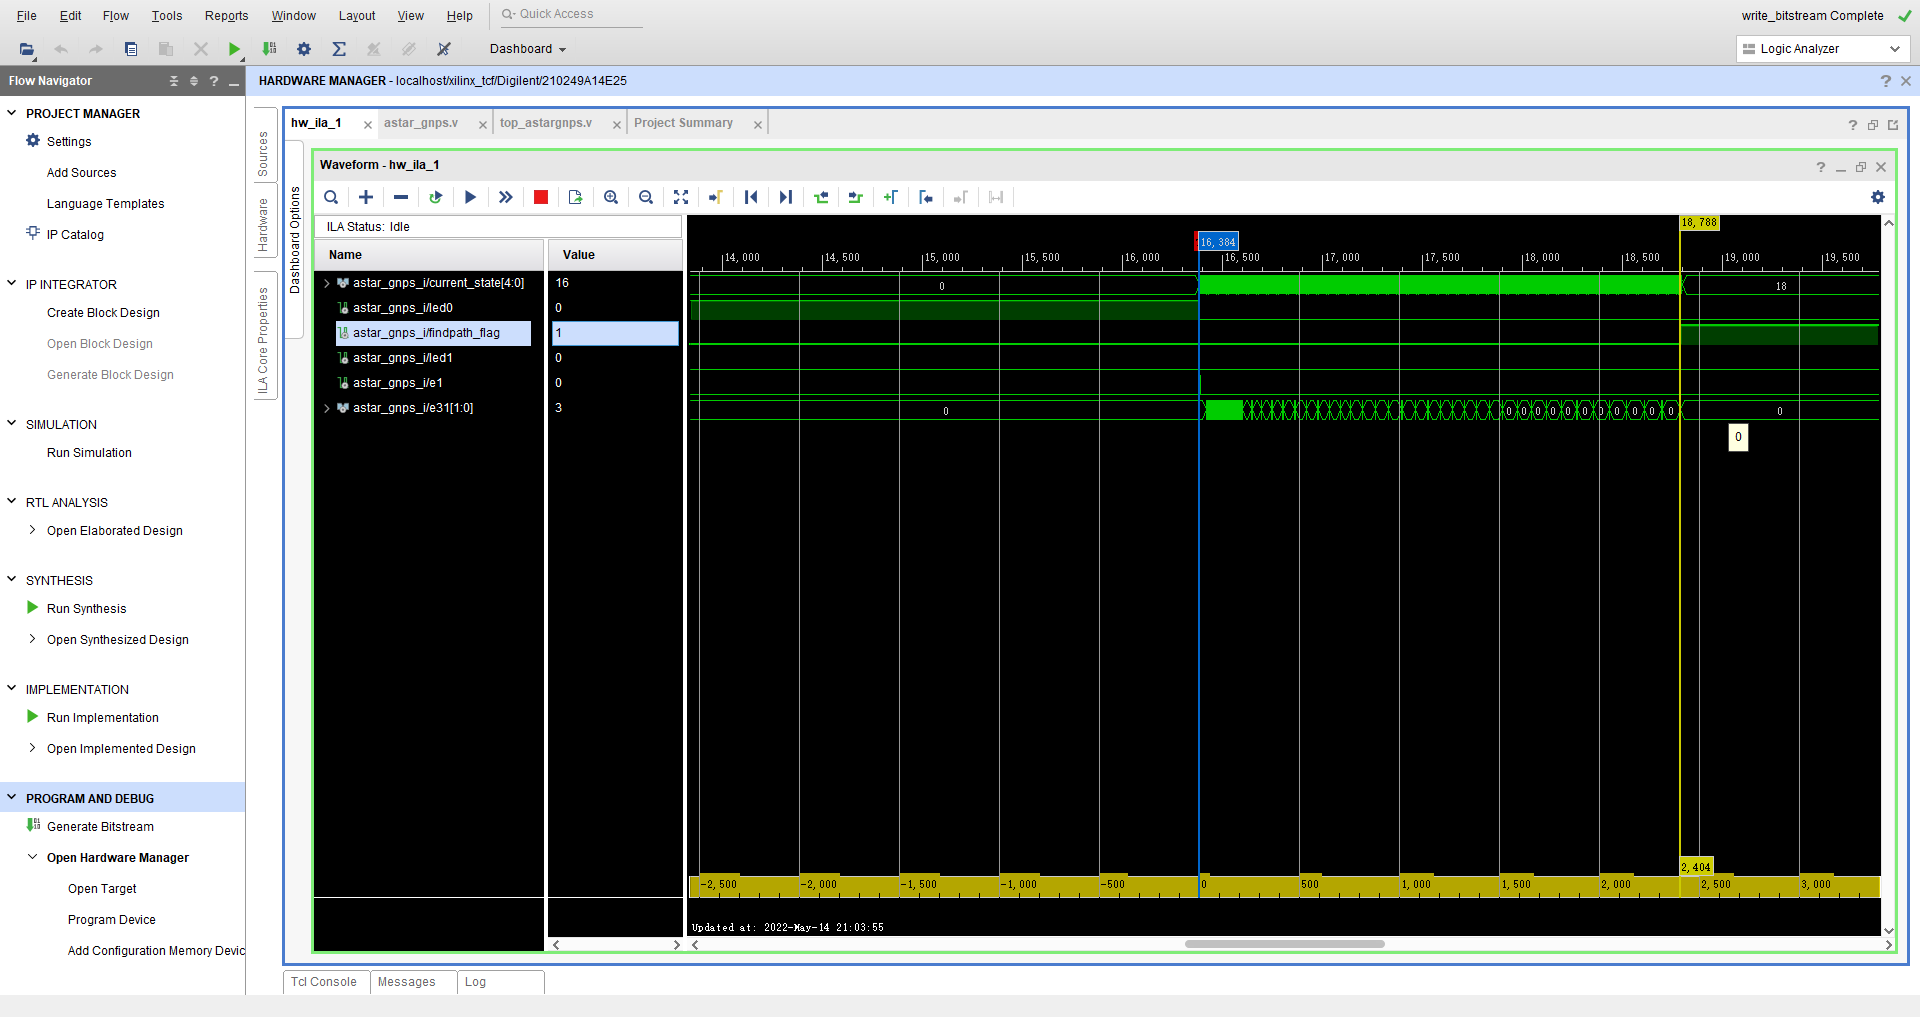 File Edit Flow Tools Reports Window Layout View Help Quick Access write_bitstream Complete
Dashboard Logic Analyzer
Flow Navigator
HARDWARE MANAGER - localhost/xilinx_tcf/Digilent/210249A14E25
PROJECT MANAGER
Settings
Add Sources
Language Templates
IP Catalog
IP INTEGRATOR
Create Block Design
Open Block Design
Generate Block Design
SIMULATION
Run Simulation
RTL ANALYSIS
Open Elaborated Design
SYNTHESIS
Run Synthesis
Open Synthesized Design
IMPLEMENTATION
Run Implementation
Open Implemented Design
PROGRAM AND DEBUG
Generate Bitstream
Open Hardware Manager
Open Target
Program Device
Add Configuration Memory Devic
Sources
Hardware
ILA Core Properties
Dashboard Options
hw_ila_1 astar_gnps.v top_astargnps.v Project Summary
Waveform - hw_ila_1
ILA Status: Idle
Name Value
astar_gnps_i/current_state[4:0] 16
astar_gnps_i/led0 0
astar_gnps_i/findpath_flag 1
astar_gnps_i/led1 0
astar_gnps_i/e1 0
astar_gnps_i/e31[1:0] 3
18,788
16,384
14,000 14,500 15,000 15,500 16,000 16,500 17,000 17,500 18,000 18,500 19,000 19,500
0 18
0 0 0 0 0 0 0 0 0 0 0 0 0
0
2,404
-2,500 -2,000 -1,500 -1,000 -500 0 500 1,000 1,500 2,000 2,500 3,000
Updated at: 2022-May-14 21:03:55
Tcl Console Messages Log